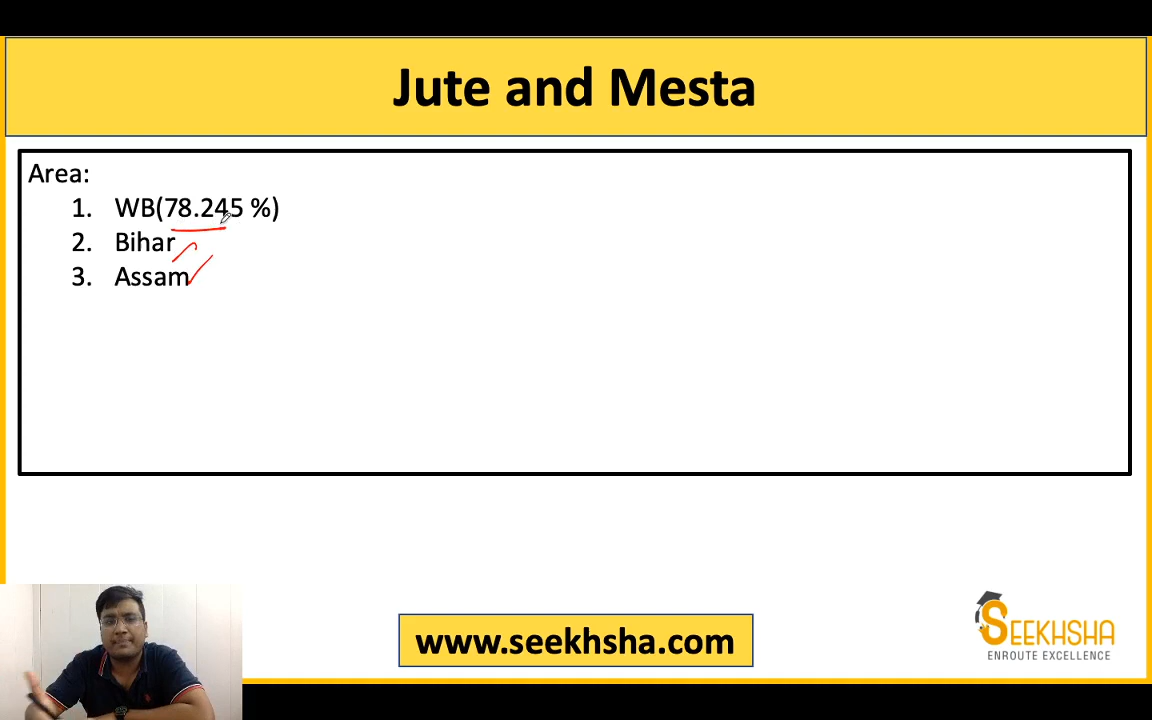 Jute and Mesta
Area:
1. WB(78.245 %)
2. Bihar
3. Assam
www.seekhsha.com
SEEKHSHA
ENROUTE EXCELLENCE